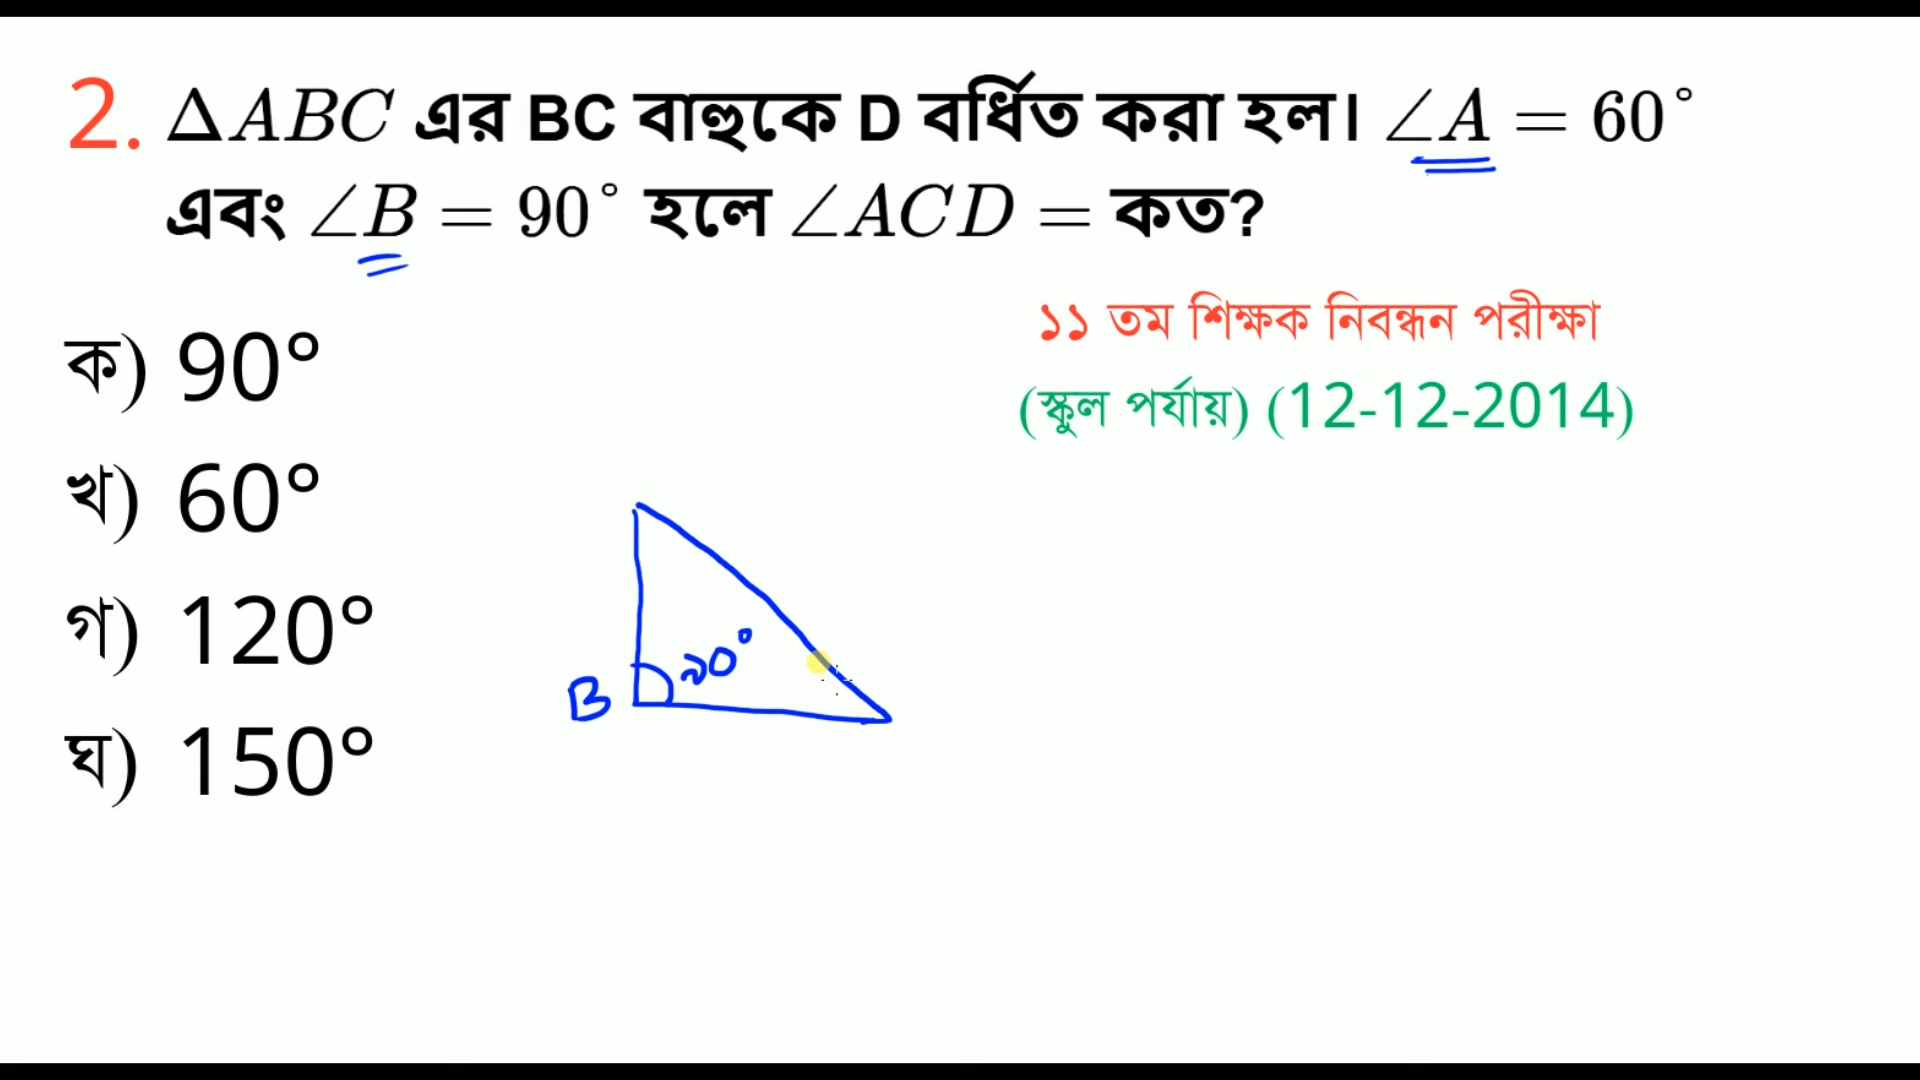 2. ΔABC এর BC বাহুকে D বর্ধিত করা হল। ∠A = 60°
এবং ∠B = 90° হলে ∠ACD = কত?
১১ তম শিক্ষক নিবন্ধন পরীক্ষা
(স্কুল পর্যায়) (12-12-2014)
ক) 90°
খ) 60°
গ) 120°
ঘ) 150°
৯০°
B